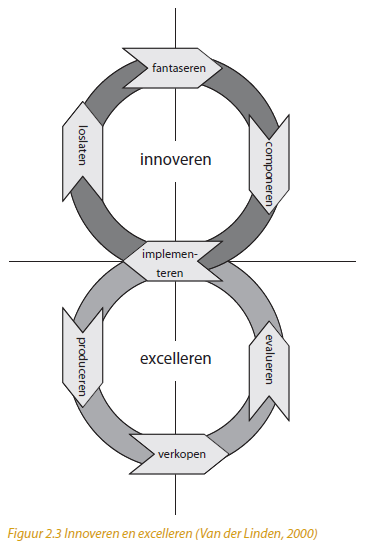 fantaseren
loslaten
innoveren
componeren
implemen-
teren
produceren
excelleren
evalueren
verkopen
Figuur 2.3 Innoveren en excelleren (Van der Linden, 2000)